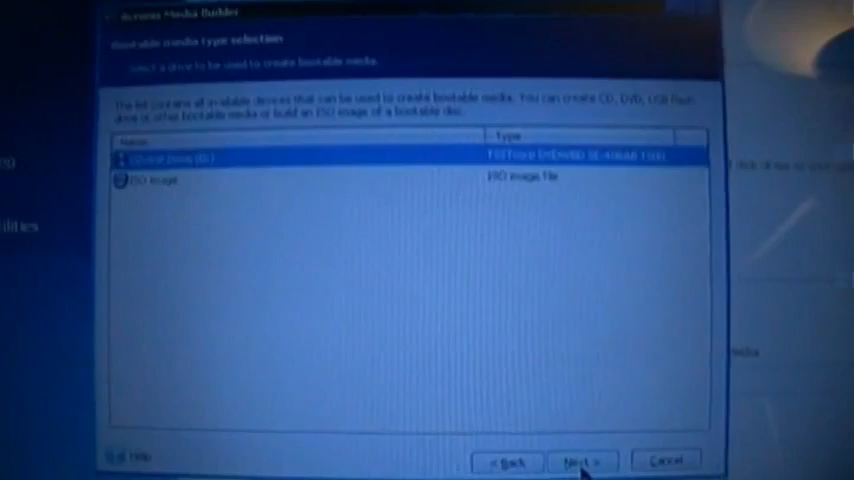 Acronis Media Builder
Bootable media type selection
Select a drive to be used to create bootable media.
The list contains all available devices that can be used to create bootable media. You can create CD, DVD, USB flash
drive or other bootable media or build an ISO image of a bootable disc.
Name
Type
ISO image
ISO image file
ilities
media
Help
< Back
Next >
Cancel